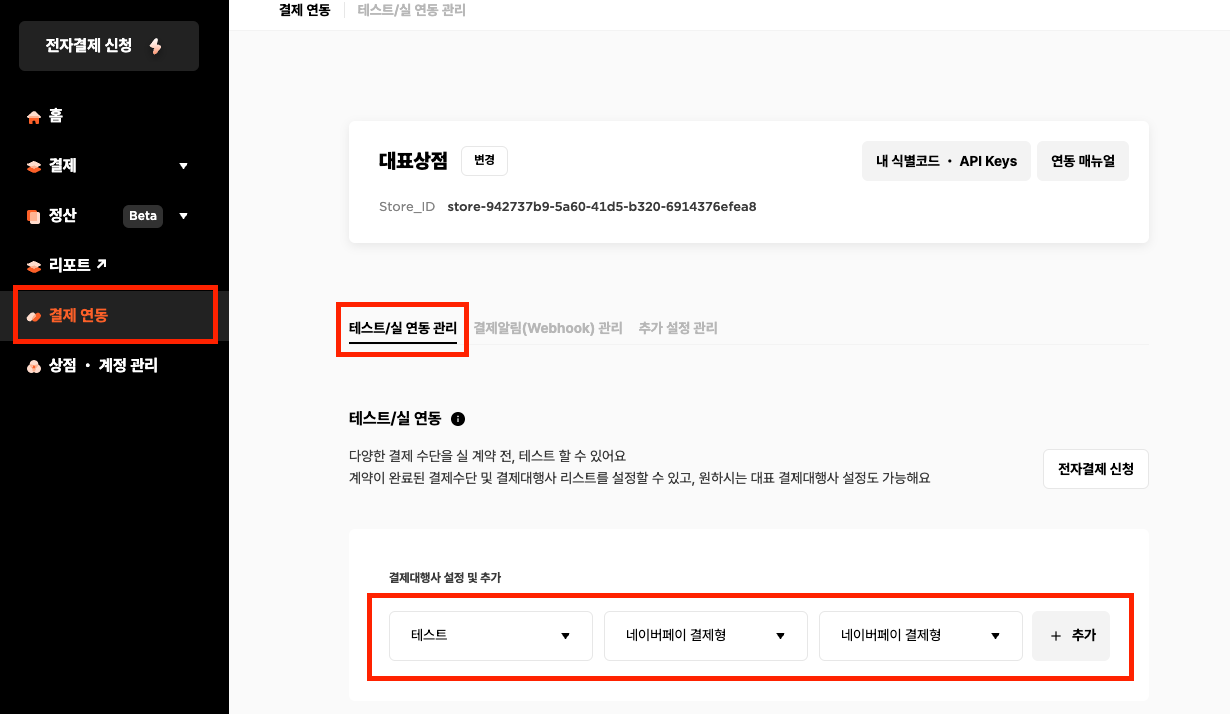 결제 연동 테스트/실 연동 관리
전자결제 신청
홈
결제
정산 Beta
리포트
결제 연동
상점 · 계정 관리
대표상점 변경 내 식별코드 · API Keys 연동 매뉴얼
Store_ID store-942737b9-5a60-41d5-b320-6914376efea8
테스트/실 연동 관리 결제알림(Webhook) 관리 추가 설정 관리
테스트/실 연동
다양한 결제 수단을 실 계약 전, 테스트 할 수 있어요
계약이 완료된 결제수단 및 결제대행사 리스트를 설정할 수 있고, 원하시는 대표 결제대행사 설정도 가능해요
전자결제 신청
결제대행사 설정 및 추가
테스트 네이버페이 결제형 네이버페이 결제형 + 추가